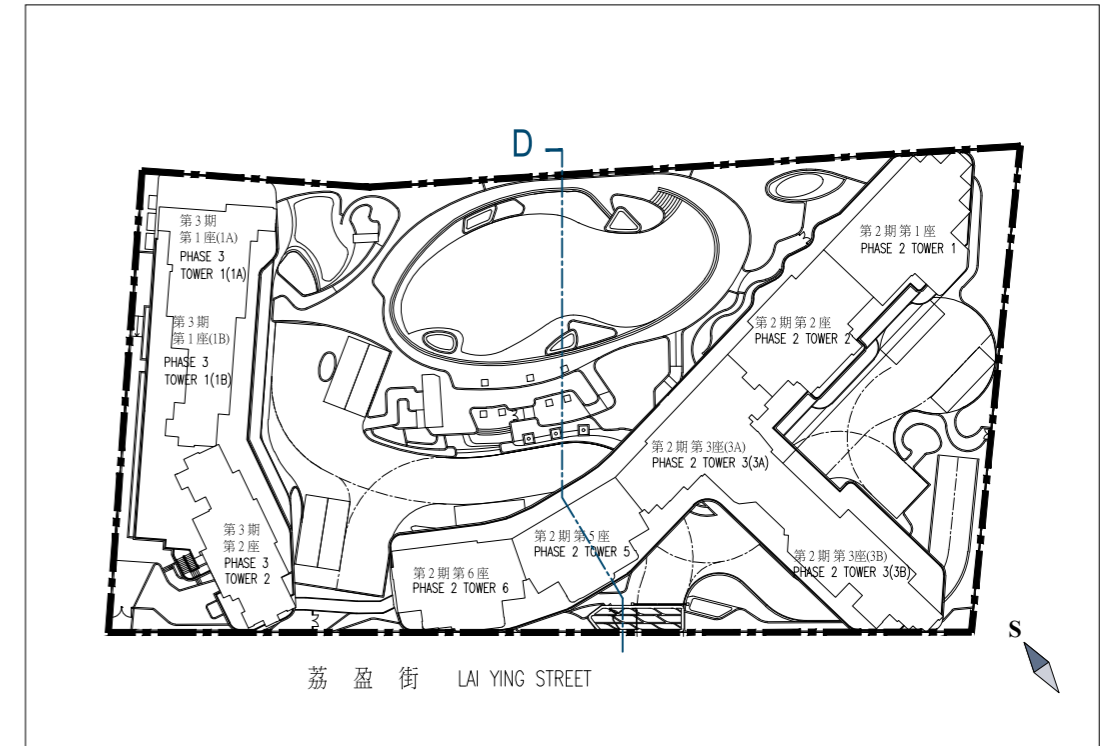 D
第3期
第1座(1A)
PHASE 3
TOWER 1(1A)
第2期第1座
PHASE 2 TOWER 1
第3期
第1座(1B)
PHASE 3
TOWER 1(1B)
第2期第2座
PHASE 2 TOWER 2
第2期第3座(3A)
PHASE 2 TOWER 3(3A)
第3期
第2座
PHASE 3
TOWER 2
第2期第5座
PHASE 2 TOWER 5
第2期第6座
PHASE 2 TOWER 6
第2期第3座(3B)
PHASE 2 TOWER 3(3B)
S
荔盈街 LAI YING STREET